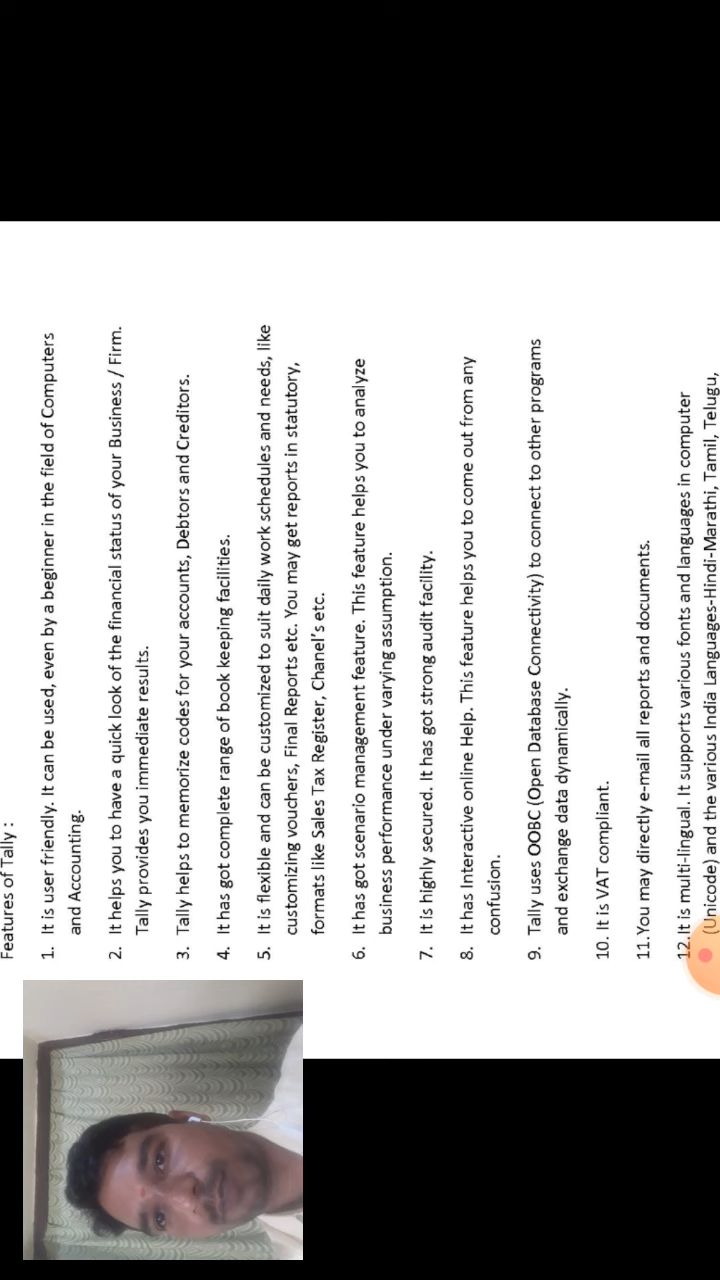 Features of Tally :
1. It is user friendly. It can be used, even by a beginner in the field of Computers
and Accounting.
2. It helps you to have a quick look of the financial status of your Business / Firm.
Tally provides you immediate results.
3. Tally helps to memorize codes for your accounts, Debtors and Creditors.
4. It has got complete range of book keeping facilities.
5. It is flexible and can be customized to suit daily work schedules and needs, like
customizing vouchers, Final Reports etc. You may get reports in statutory,
formats like Sales Tax Register, Chanel's etc.
6. It has got scenario management feature. This feature helps you to analyze
business performance under varying assumption.
7. It is highly secured. It has got strong audit facility.
8. It has Interactive online Help. This feature helps you to come out from any
confusion.
9. Tally uses OOBC (Open Database Connectivity) to connect to other programs
and exchange data dynamically.
10. It is VAT compliant.
11.You may directly e-mail all reports and documents.
12.It is multi-lingual. It supports various fonts and languages in computer
(Unicode) and the various India Languages-Hindi-Marathi, Tamil, Telugu,